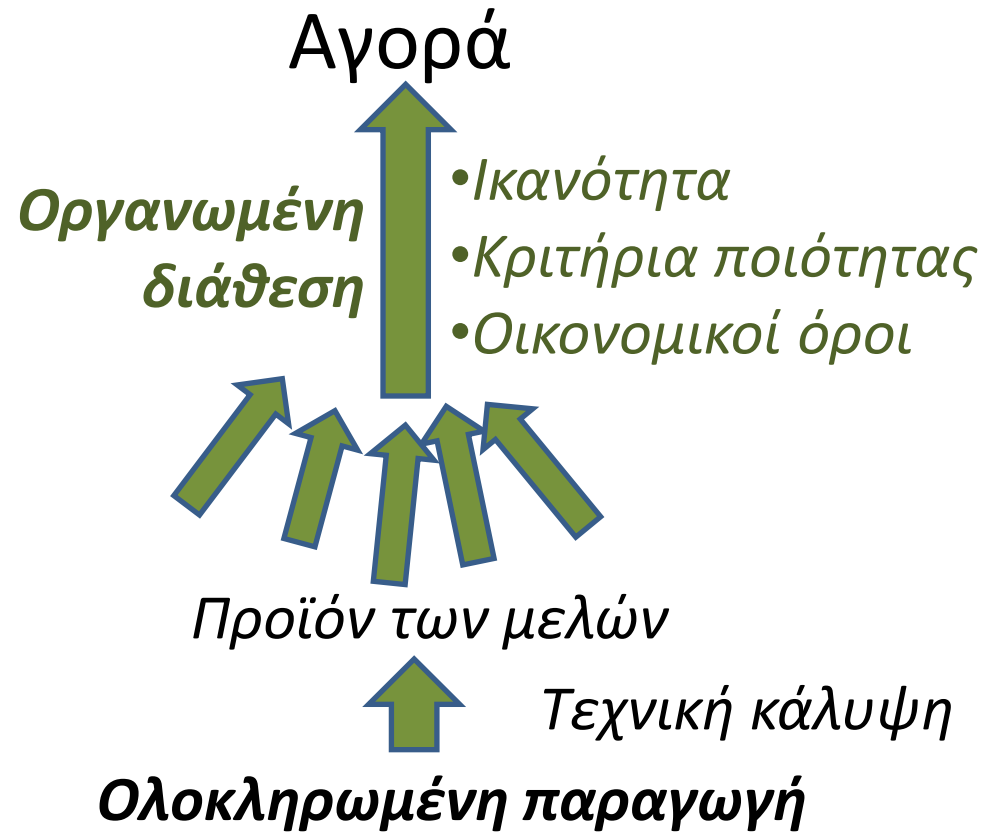 Αγορά
Οργανωμένη
διάθεση
•Ικανότητα
•Κριτήρια ποιότητας
•Οικονομικοί όροι
Προϊόν των μελών
Τεχνική κάλυψη
Ολοκληρωμένη παραγωγή